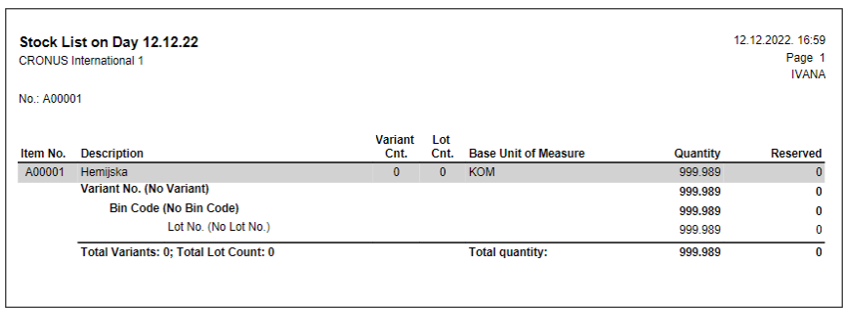 Stock List on Day 12.12.22
12.12.2022. 16:59
CRONUS International 1
Page 1
IVANA
No.: A00001
Variant Lot
Item No. Description Cnt. Cnt. Base Unit of Measure Quantity Reserved
A00001 Hemijska 0 0 KOM 999.989 0
Variant No. (No Variant) 999.989 0
Bin Code (No Bin Code) 999.989 0
Lot No. (No Lot No.) 999.989 0
Total Variants: 0; Total Lot Count: 0 Total quantity: 999.989 0